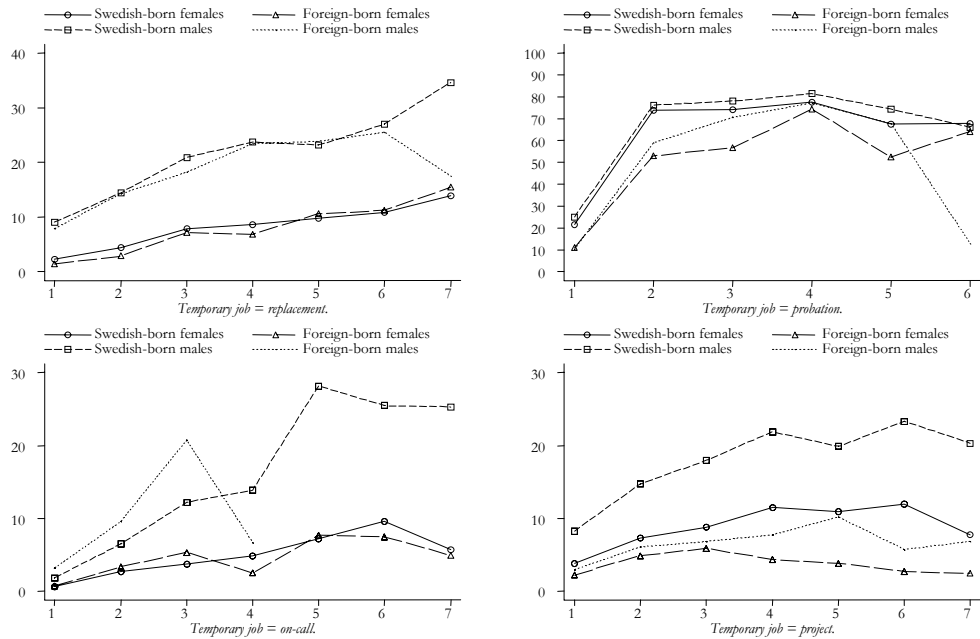 Swedish-born females Foreign-born females
Swedish-born males Foreign-born males
40
30
20
10
0
1 2 3 4 5 6 7
Temporary job = replacement.
Swedish-born females Foreign-born females
Swedish-born males Foreign-born males
100
90
80
70
60
50
40
30
20
10
0
1 2 3 4 5 6
Temporary job = probation.
Swedish-born females Foreign-born females
Swedish-born males Foreign-born males
30
20
10
0
1 2 3 4 5 6 7
Temporary job = on-call.
Swedish-born females Foreign-born females
Swedish-born males Foreign-born males
30
20
10
0
1 2 3 4 5 6 7
Temporary job = project.